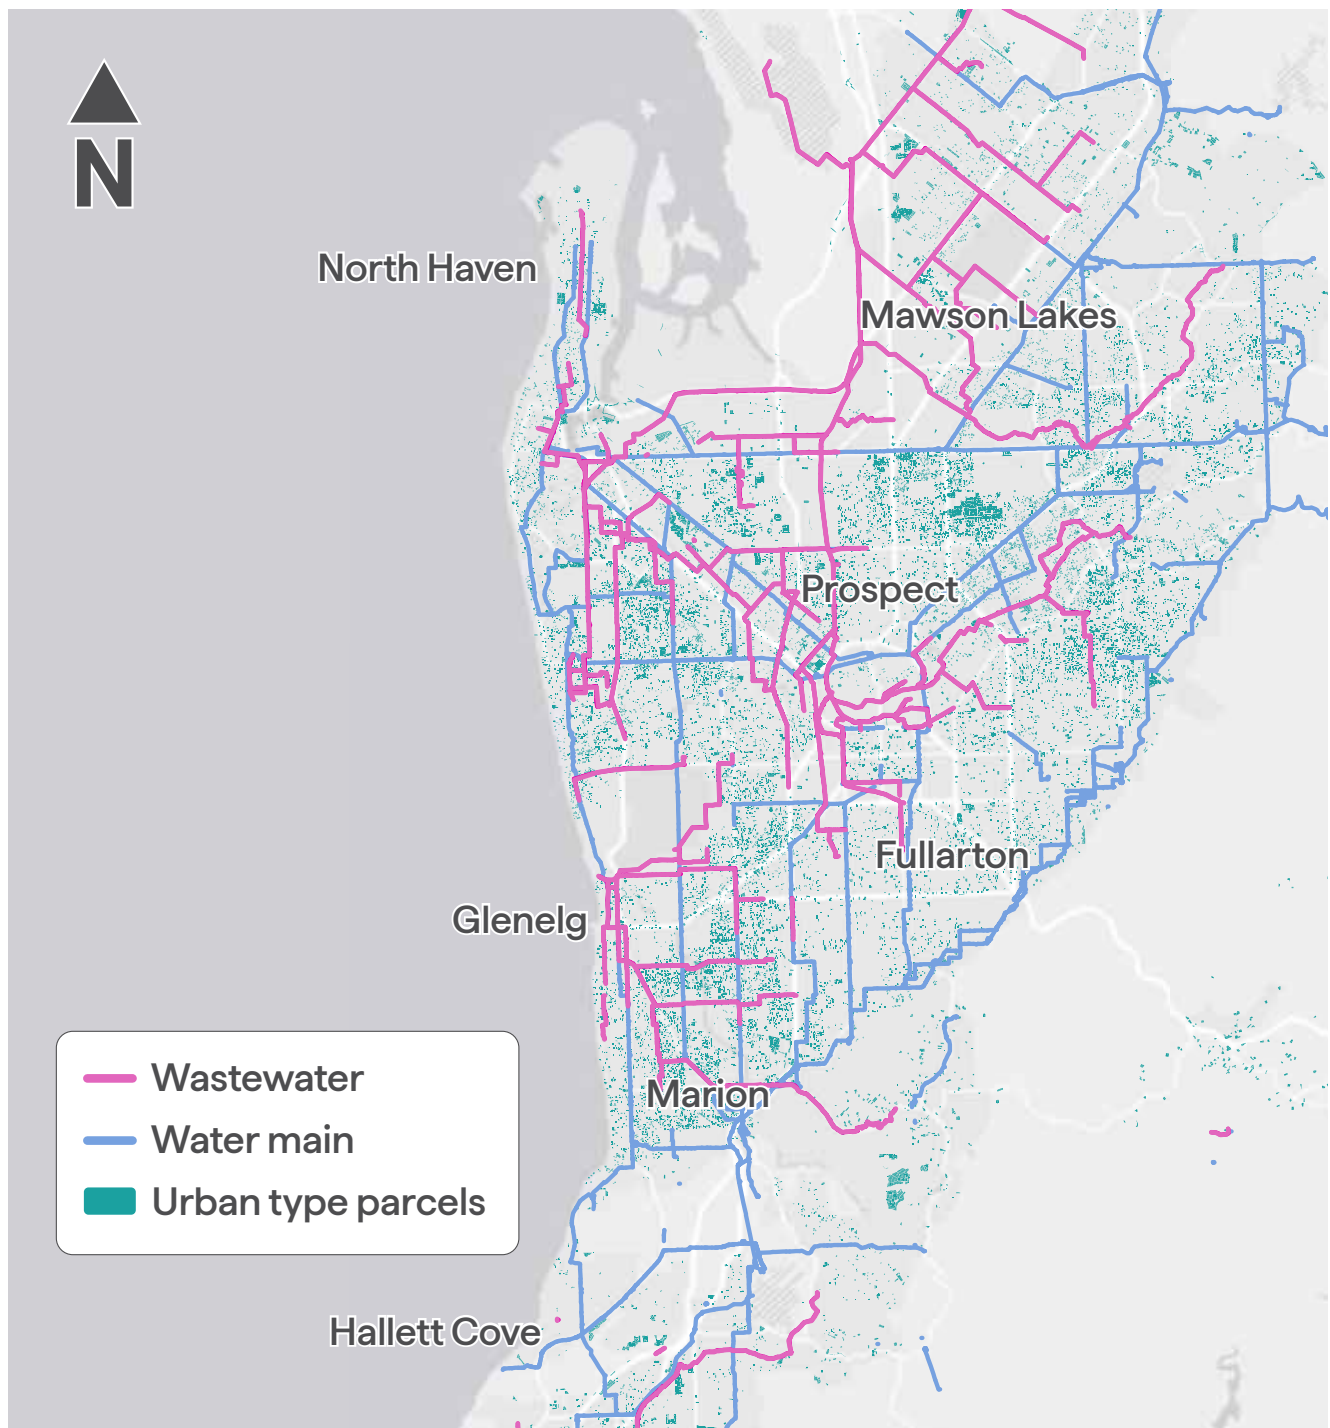 N
North Haven
Mawson Lakes
Prospect
Fullarton
Glenelg
Wastewater
Water main
Urban type parcels
Marion
Hallett Cove